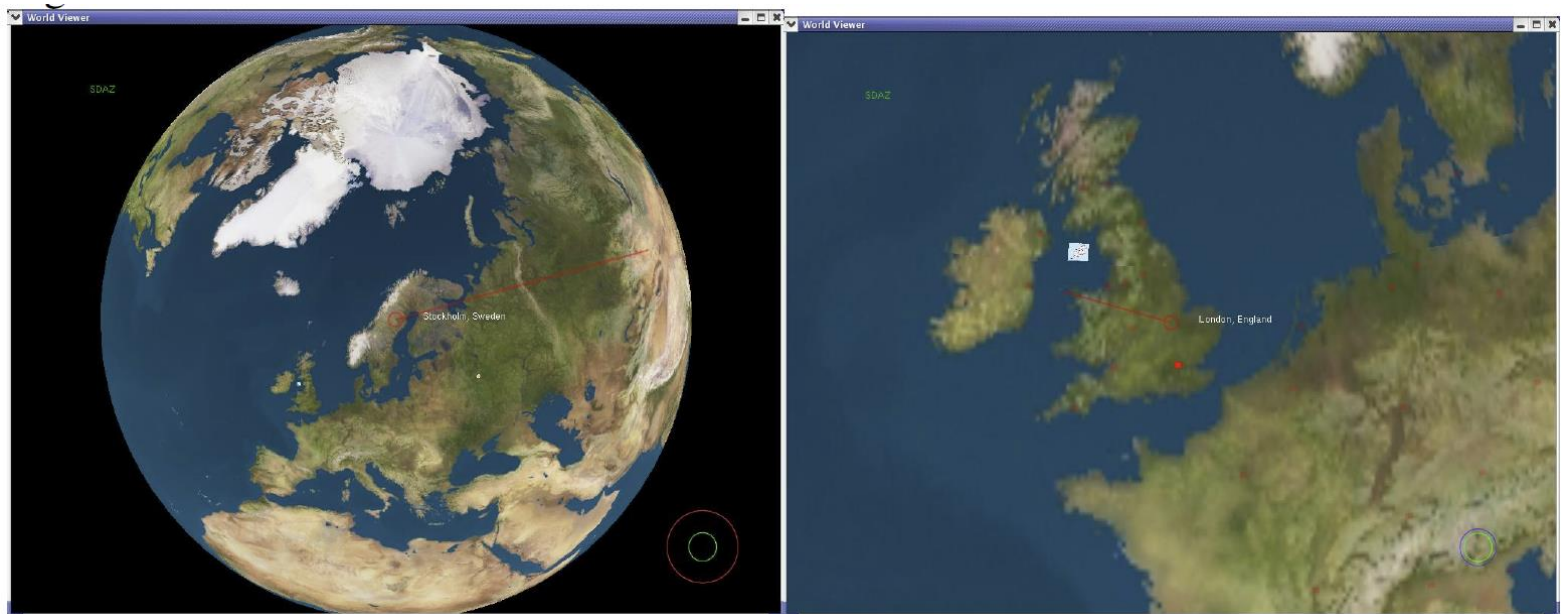 World Viewer
SDAZ
Stockholm, Sweden
World Viewer
SDAZ
London, England